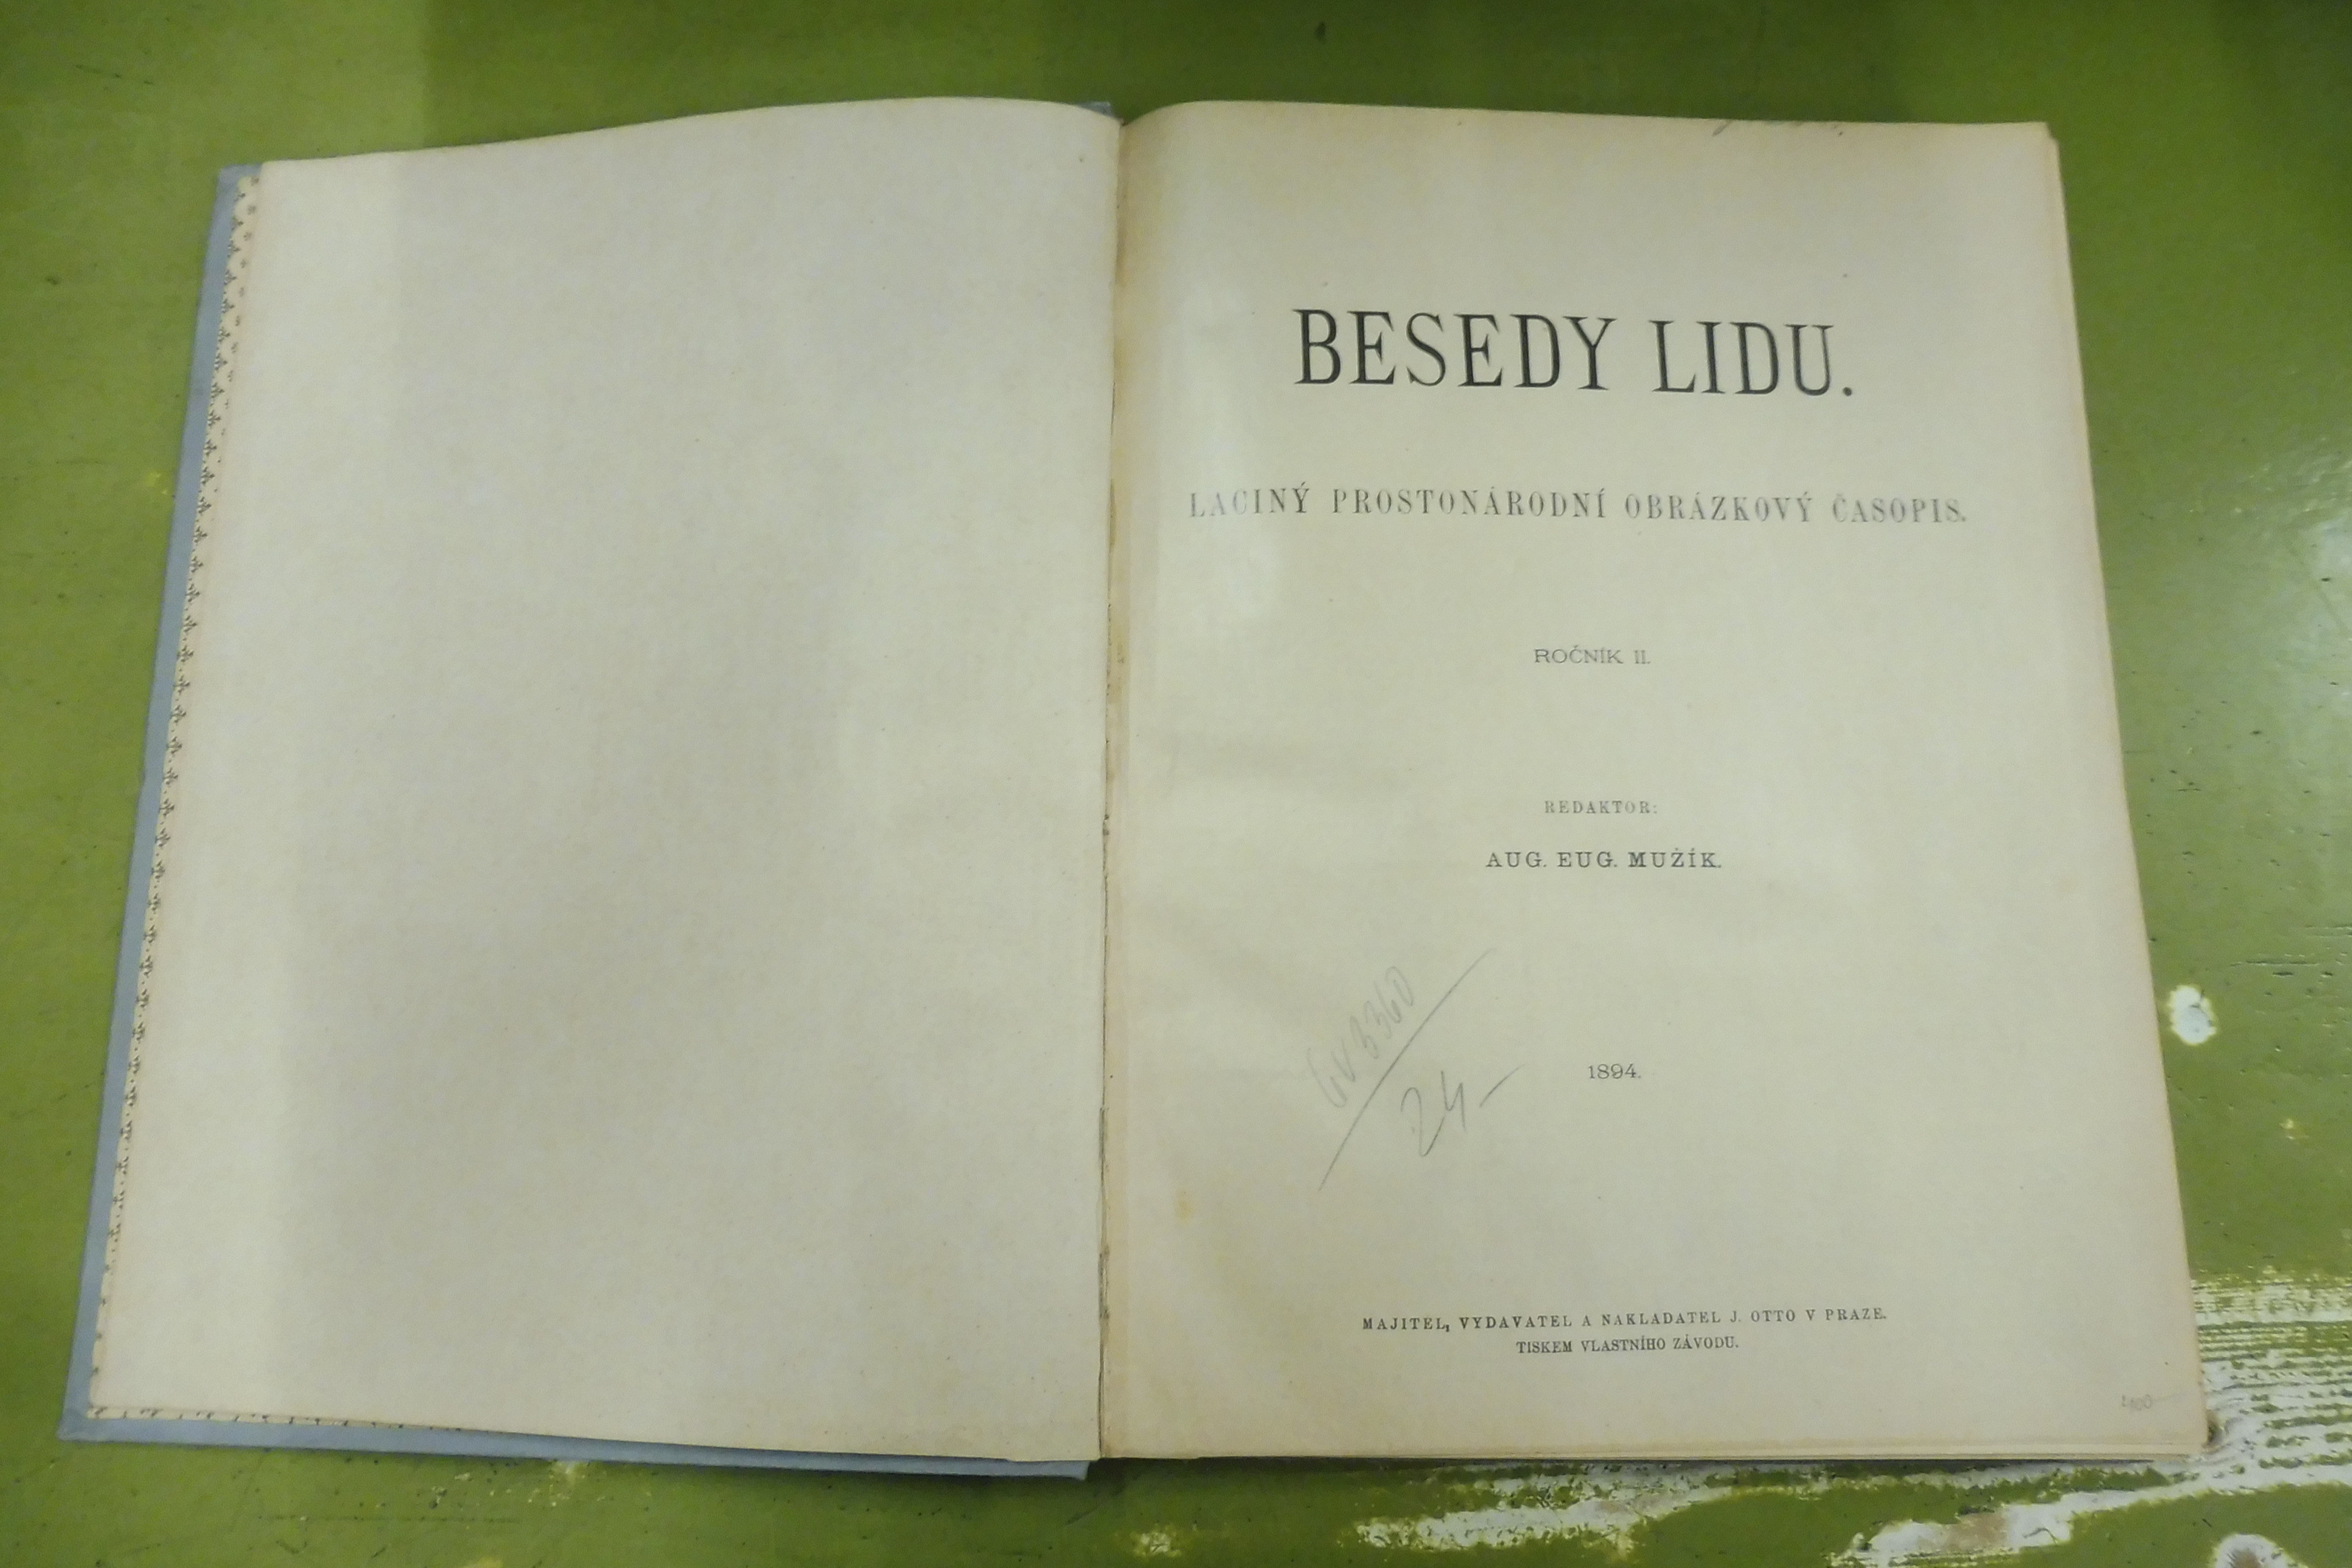 BESEDY LIDU.
LACINÝ PROSTONÁRODNÍ OBRÁZKOVÝ ČASOPIS.
ROČNÍK II.
REDAKTOR:
AUG. EUG. MUŽÍK.
1894.
24-
MAJITEL, VYDAVATEL A NAKLADATEL J. OTTO V PRAZE.
TISKEM VLASTNÍHO ZÁVODU.